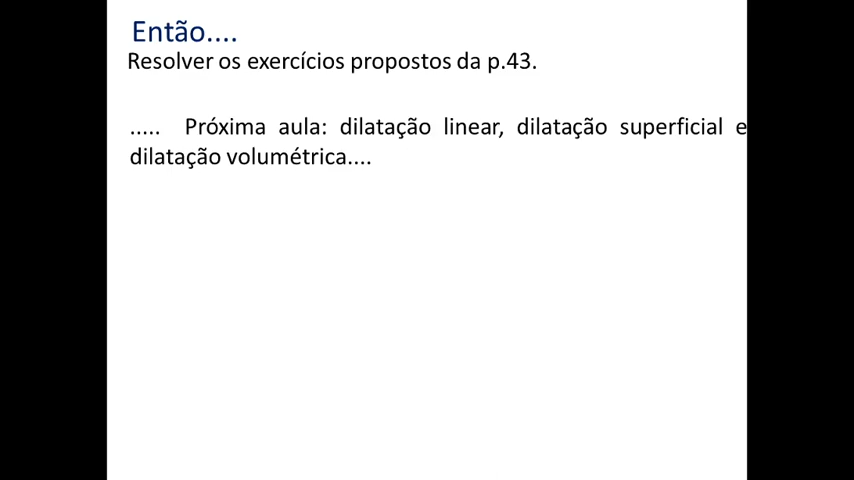 Então....
Resolver os exercícios propostos da p.43.
..... Próxima aula: dilatação linear, dilatação superficial e
dilatação volumétrica....